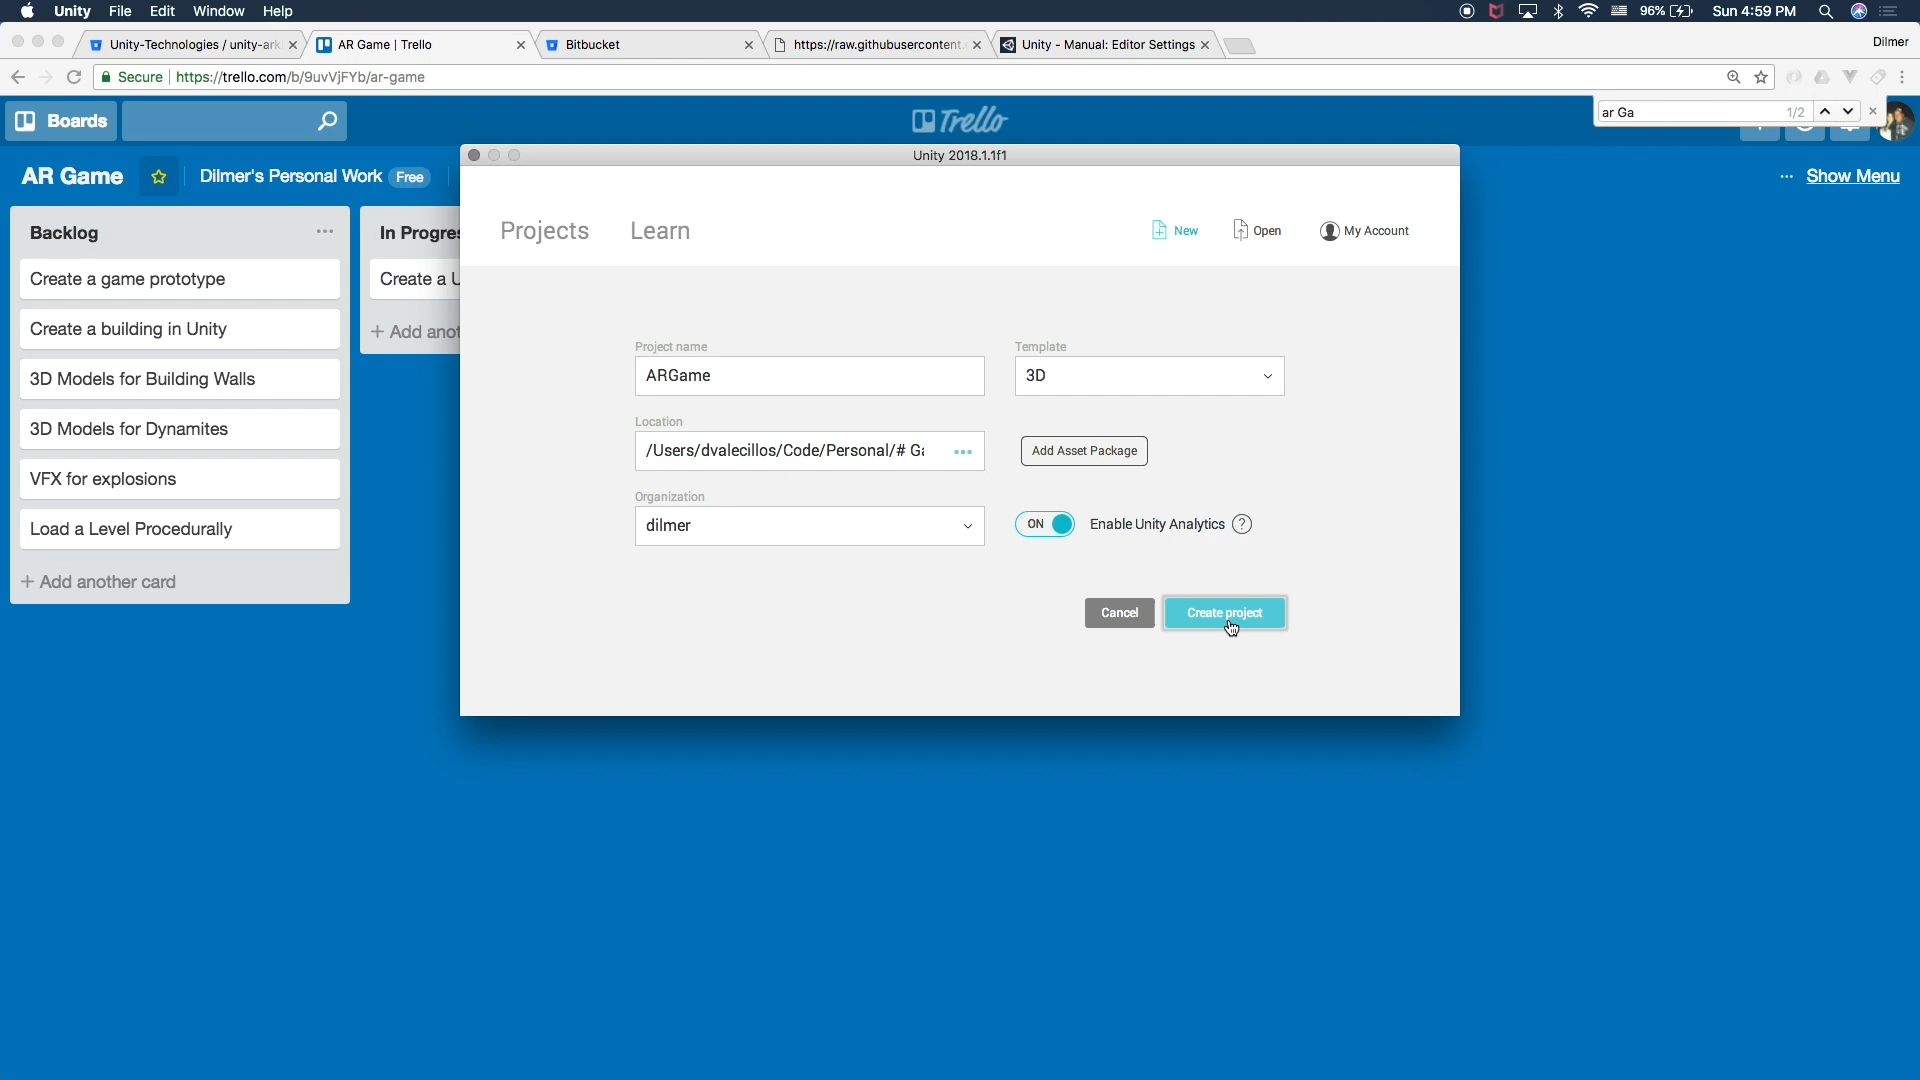 Unity File Edit Window Help 96% Sun 4:59 PM
Unity-Technologies / unity-ark AR Game | Trello Bitbucket https://raw.githubusercontent. Unity - Manual: Editor Settings Dilmer
Secure https://trello.com/b/9uvVjFYb/ar-game
Boards Trello ar Ga 1/2
Unity 2018.1.1f1
AR Game Dilmer's Personal Work Free ... Show Menu
Projects Learn New Open My Account
Backlog ... In Progres
Create a game prototype Create a U
Create a building in Unity + Add anot
Project name Template
3D Models for Building Walls ARGame 3D
Location
3D Models for Dynamites
/Users/dvalecillos/Code/Personal/# Ga ... Add Asset Package
VFX for explosions
Organization
Load a Level Procedurally dilmer ON Enable Unity Analytics ?
+ Add another card
Cancel Create project